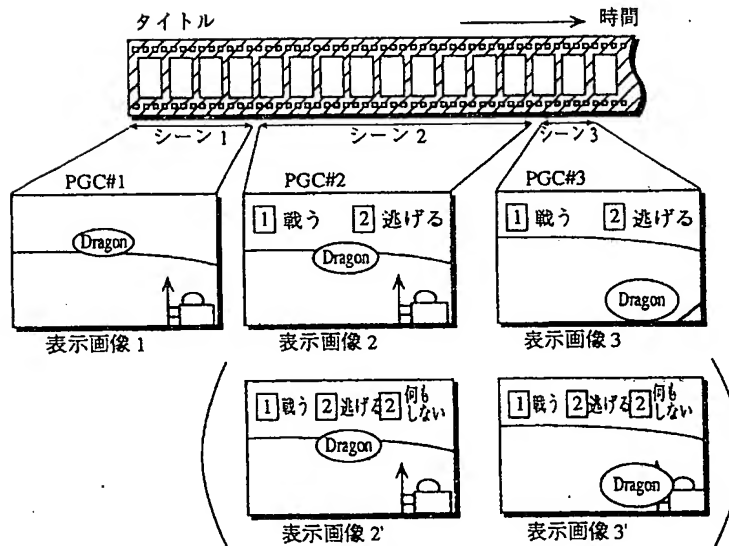 タイトル
時間
シーン 1
シーン 2
シーン 3
PGC#1
PGC#2
PGC#3
Dragon
1 戦う 2 逃げる
Dragon
1 戦う 2 逃げる
Dragon
表示画像 1
表示画像 2
表示画像 3
1 戦う 2 逃げる 2 何も
しない
Dragon
1 戦う 2 逃げる 2 何も
しない
Dragon
表示画像 2'
表示画像 3'